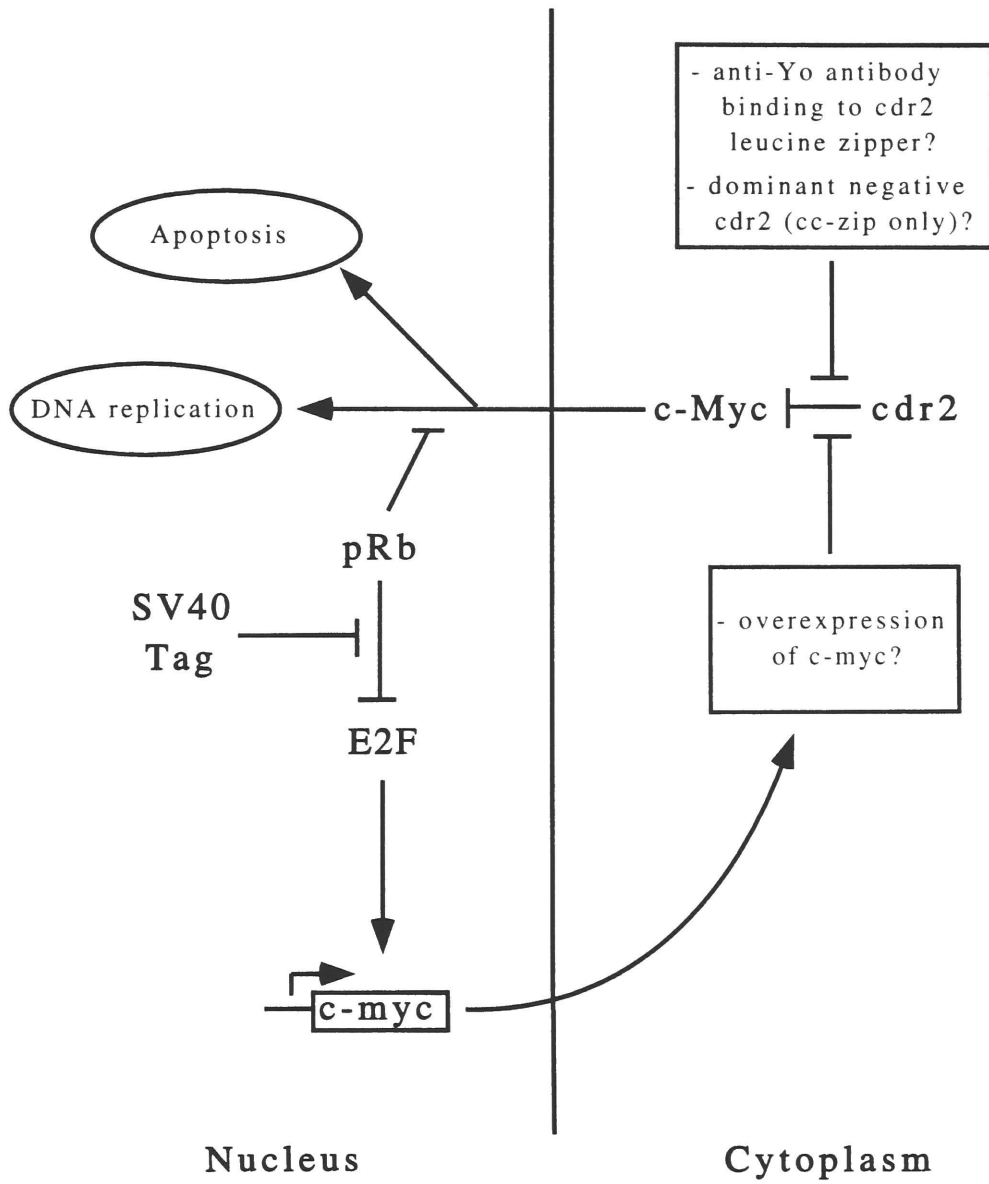 - anti-Yo antibody
binding to cdr2
leucine zipper?
- dominant negative
cdr2 (cc-zip only)?
Apoptosis
DNA replication
c-Myc
cdr2
pRb
SV40
Tag
- overexpression
of c-myc?
E2F
c-myc
Nucleus
Cytoplasm